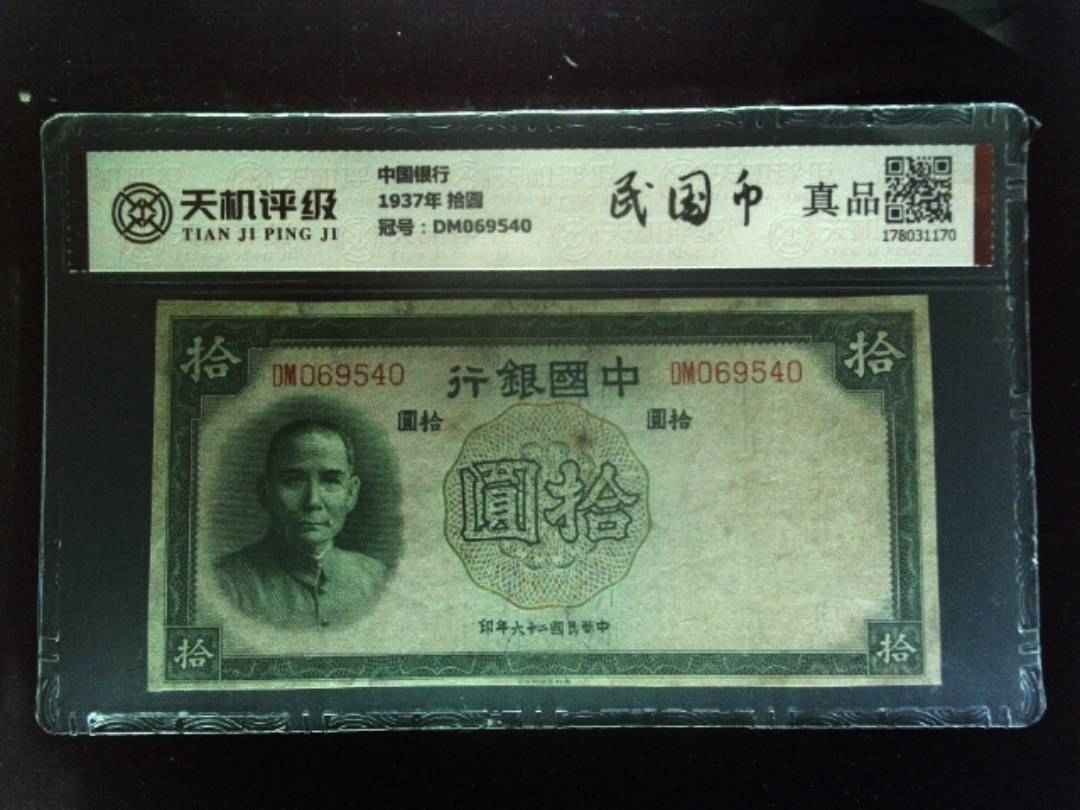 天机评级
TIAN JI PING JI
中国银行
1937年 拾圆
冠号：DM069540
民国币
真品
178031170
拾
拾
DM069540
行銀國中
DM069540
圓拾
圓拾
圓拾
印年六十二國民華中
拾
拾